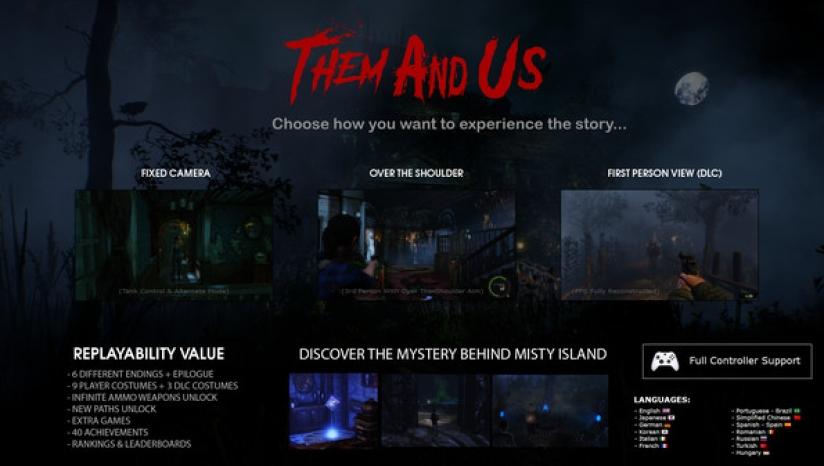 THEM AND US
Choose how you want to experience the story...
FIXED CAMERA
OVER THE SHOULDER
FIRST PERSON VIEW (DLC)
(Tank Control & Alternate Mode)
(3rd Person With Over The Shoulder Aim)
(FPS Fully Reconstructed)
REPLAYABILITY VALUE
- 6 DIFFERENT ENDINGS + EPILOGUE
- 9 PLAYER COSTUMES + 3 DLC COSTUMES
- INFINITE AMMO WEAPONS UNLOCK
- NEW PATHS UNLOCK
- EXTRA GAMES
- 40 ACHIEVEMENTS
- RANKINGS & LEADERBOARDS
DISCOVER THE MYSTERY BEHIND MISTY ISLAND
Full Controller Support
LANGUAGES:
- English
- Japanese
- German
- Korean
- Italian
- French
- Portuguese - Brazil
- Simplified Chinese
- Spanish - Spain
- Romanian
- Russian
- Turkish
- Hungary